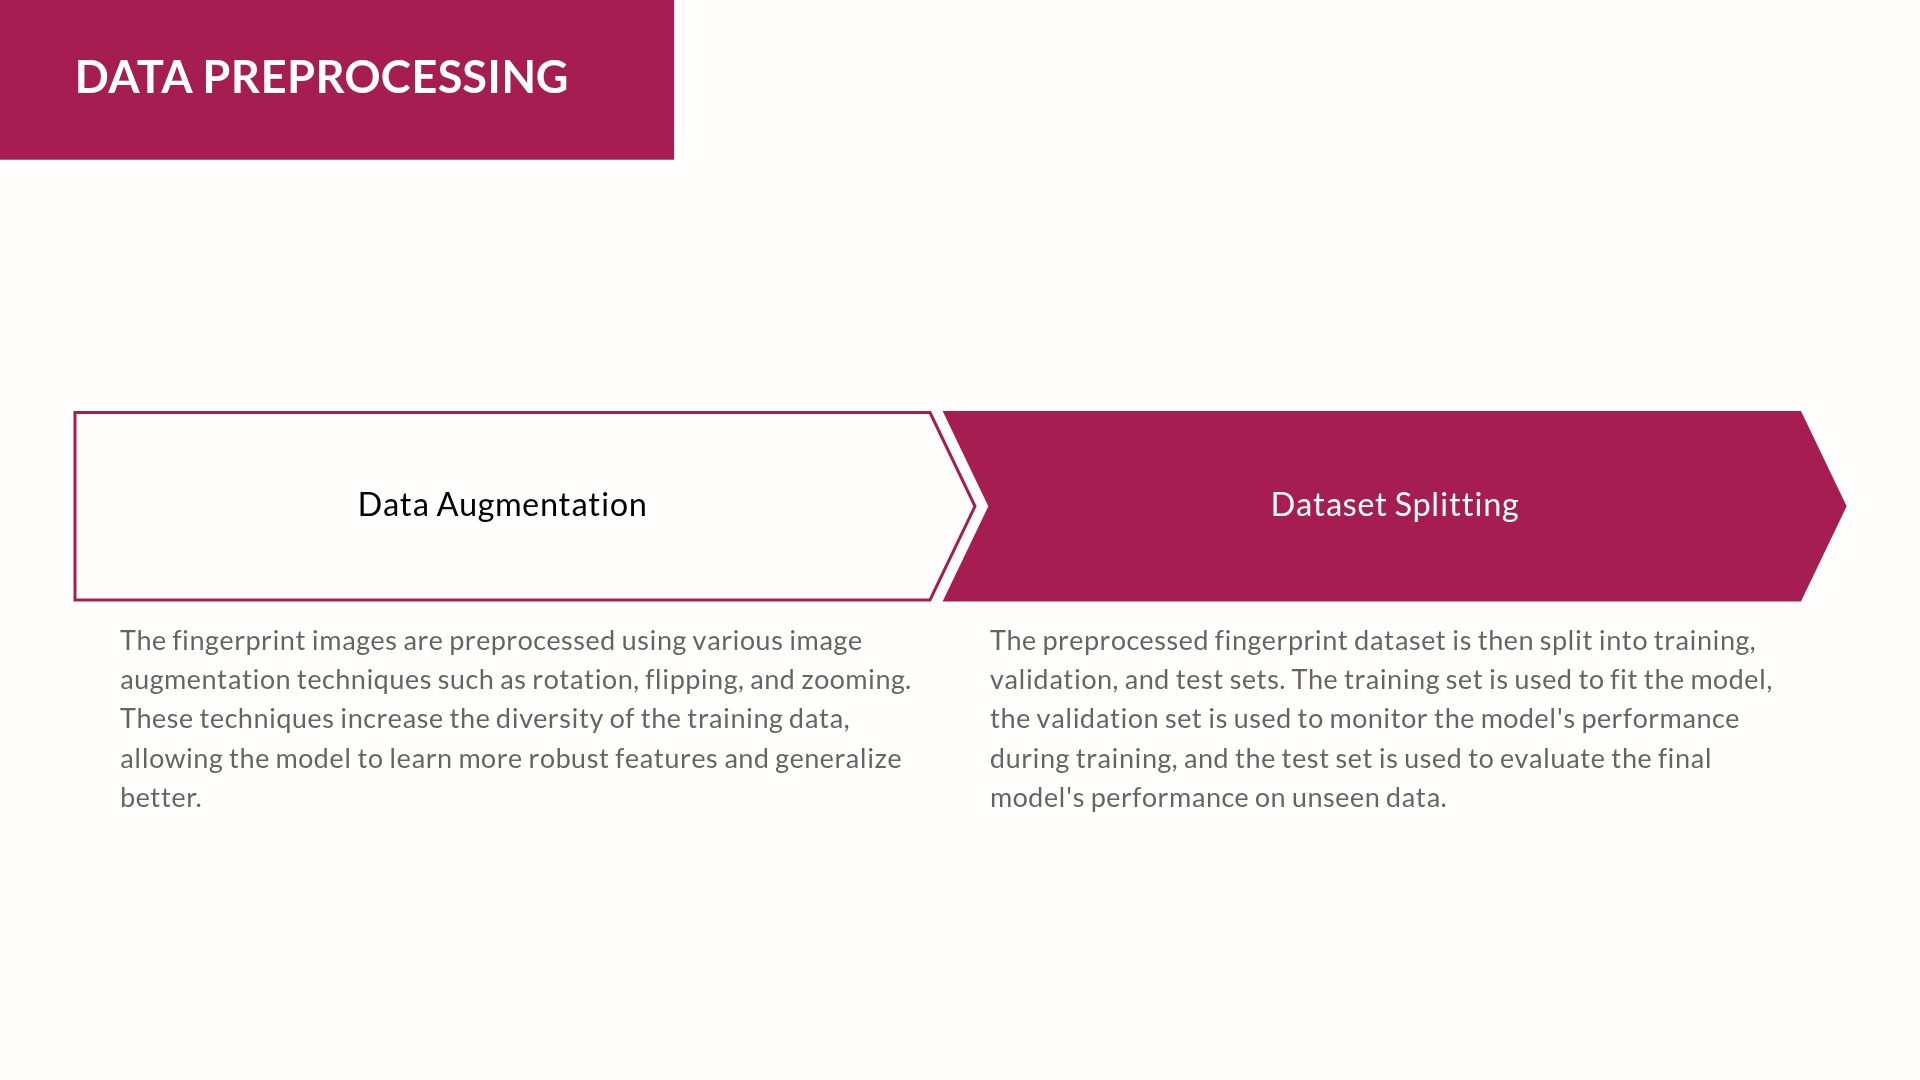 DATA PREPROCESSING
Data Augmentation
The fingerprint images are preprocessed using various image
augmentation techniques such as rotation, flipping, and zooming.
These techniques increase the diversity of the training data,
allowing the model to learn more robust features and generalize
better.
Dataset Splitting
The preprocessed fingerprint dataset is then split into training,
validation, and test sets. The training set is used to fit the model,
the validation set is used to monitor the model's performance
during training, and the test set is used to evaluate the final
model's performance on unseen data.